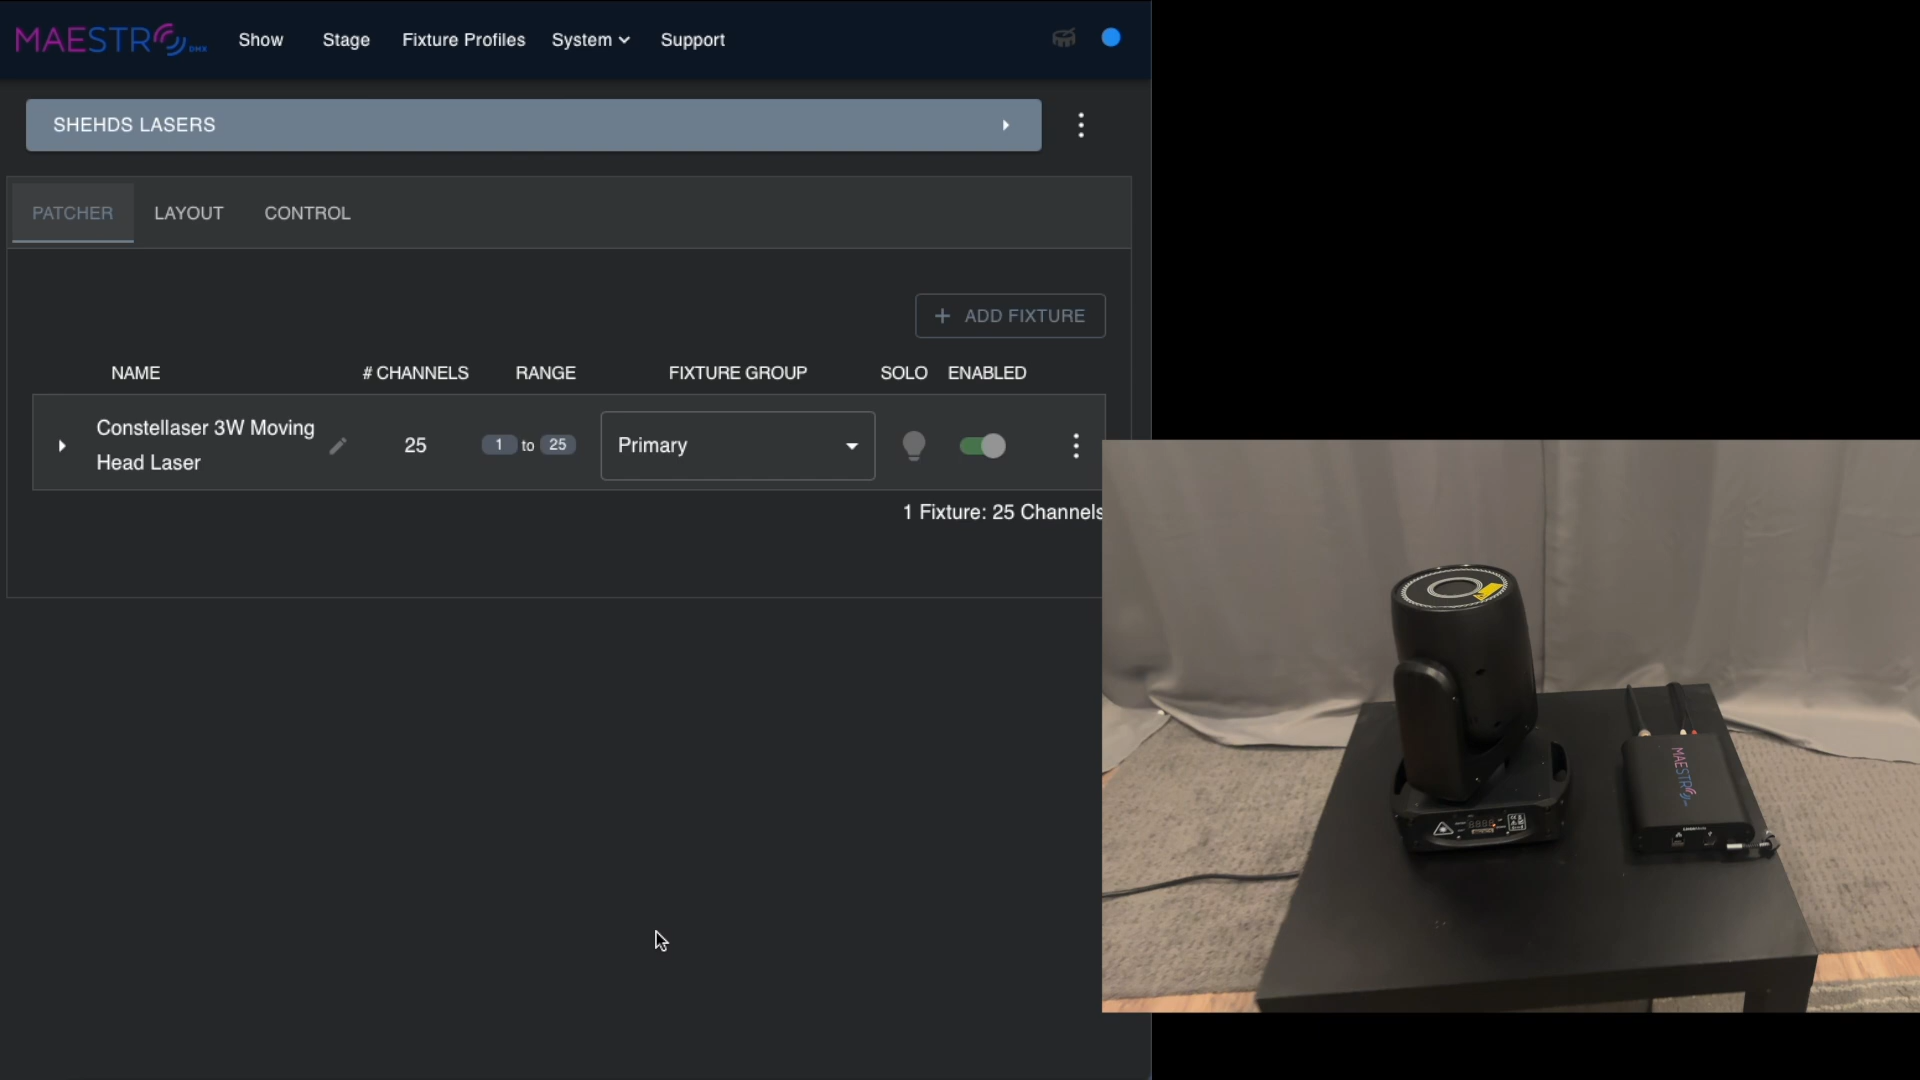 MAESTRO DMX
Show
Stage
Fixture Profiles
System
Support
SHEHDS LASERS
PATCHER
LAYOUT
CONTROL
+ ADD FIXTURE
NAME
# CHANNELS
RANGE
FIXTURE GROUP
SOLO
ENABLED
Constellaser 3W Moving
Head Laser
25
1 to 25
Primary
1 Fixture: 25 Channels
MAESTRO